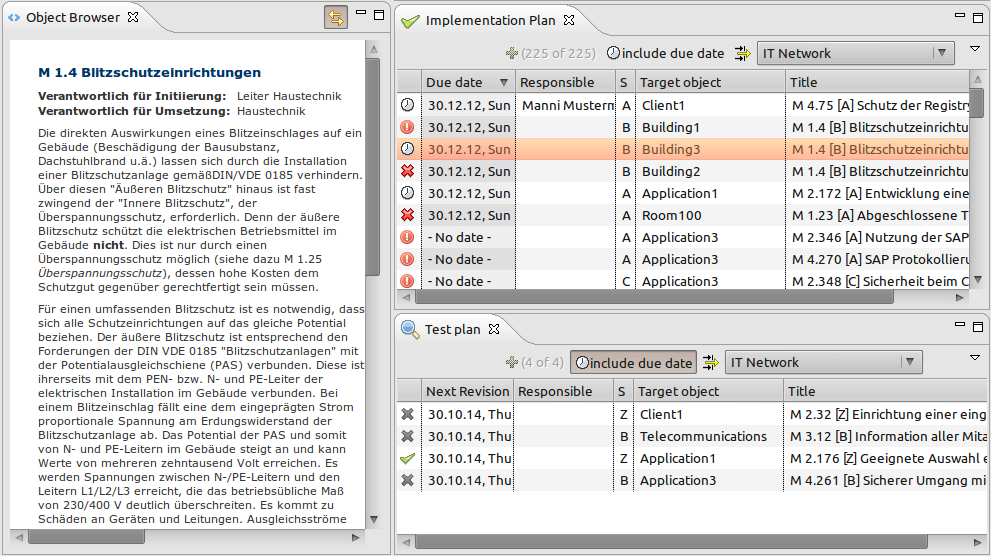 Object Browser
M 1.4 Blitzschutzeinrichtungen
Verantwortlich für Initiierung: Leiter Haustechnik
Verantwortlich für Umsetzung: Haustechnik
Die direkten Auswirkungen eines Blitzeinschlages auf ein
Gebäude (Beschädigung der Bausubstanz,
Dachstuhlbrand u.ä.) lassen sich durch die Installation
einer Blitzschutzanlage gemäßDIN/VDE 0185 verhindern.
Über diesen "Äußeren Blitzschutz" hinaus ist fast
zwingend der "Innere Blitzschutz", der
Überspannungsschutz, erforderlich. Denn der äußere
Blitzschutz schützt die elektrischen Betriebsmittel im
Gebäude nicht. Dies ist nur durch einen
Überspannungsschutz möglich (siehe dazu M 1.25
Überspannungsschutz), dessen hohe Kosten dem
Schutzgut gegenüber gerechtfertigt sein müssen.
Für einen umfassenden Blitzschutz ist es notwendig, dass
sich alle Schutzeinrichtungen auf das gleiche Potential
beziehen. Der äußere Blitzschutz ist entsprechend den
Forderungen der DIN VDE 0185 "Blitzschutzanlagen" mit
der Potentialausgleichschiene (PAS) verbunden. Diese ist
ihrerseits mit dem PEN- bzw. N- und PE-Leiter der
elektrischen Installation im Gebäude verbunden. Bei
einem Blitzeinschlag fällt eine dem eingeprägten Strom
proportionale Spannung am Erdungswiderstand der
Blitzschutzanlage ab. Das Potential der PAS und somit
von N- und PE-Leitern im Gebäude steigt an und kann
Werte von mehreren zehntausend Volt erreichen. Es
werden Spannungen zwischen N-/PE-Leitern und den
Leitern L1/L2/L3 erreicht, die das betriebsübliche Maß
von 230/400 V deutlich überschreiten. Es kommt zu
Schäden an Geräten und Leitungen. Ausgleichsströme
Implementation Plan
(225 of 225) include due date IT Network
Due date Responsible S Target object Title
30.12.12, Sun Manni Musterm A Client1 M 4.75 [A] Schutz der Registry
30.12.12, Sun B Building1 M 1.4 [B] Blitzschutzeinrichtu
30.12.12, Sun B Building3 M 1.4 [B] Blitzschutzeinrichtu
30.12.12, Sun B Building2 M 1.4 [B] Blitzschutzeinrichtu
30.12.12, Sun A Application1 M 2.172 [A] Entwicklung eine
30.12.12, Sun A Room100 M 1.23 [A] Abgeschlossene T
- No date - A Application3 M 2.346 [A] Nutzung der SAP
- No date - A Application3 M 4.270 [A] SAP Protokollieru
- No date - C Application3 M 2.348 [C] Sicherheit beim C
Test plan
(4 of 4) include due date IT Network
Next Revision Responsible S Target object Title
30.10.14, Thu Z Client1 M 2.32 [Z] Einrichtung einer eing
30.10.14, Thu B Telecommunications M 3.12 [B] Information aller Mita
30.10.14, Thu Z Application1 M 2.176 [Z] Geeignete Auswahl e
30.10.14, Thu B Application3 M 4.261 [B] Sicherer Umgang mi